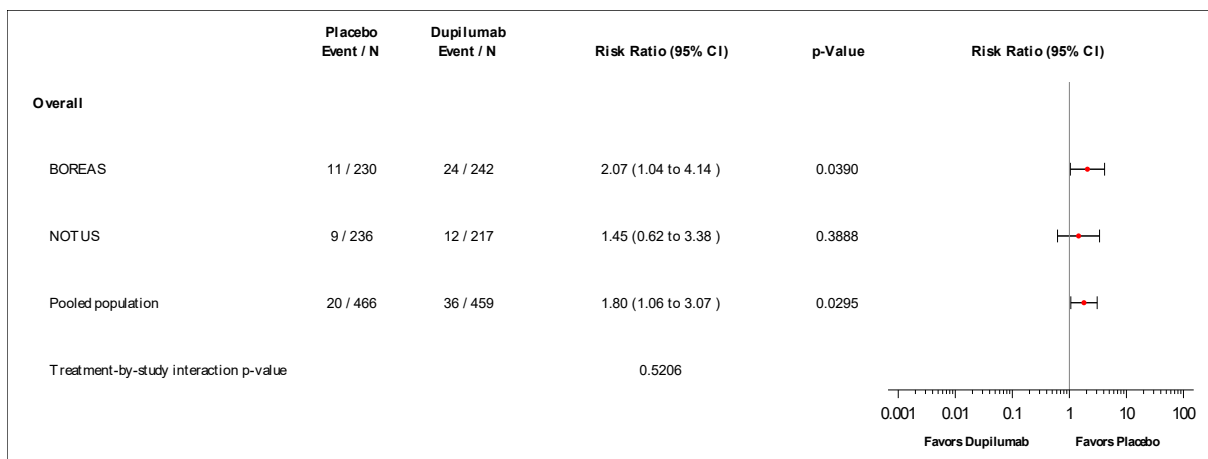 Placebo Event / N Dupilumab Event / N Risk Ratio (95% CI) p-Value Risk Ratio (95% CI)
Overall
BOREAS 11 / 230 24 / 242 2.07 (1.04 to 4.14 ) 0.0390
NOTUS 9 / 236 12 / 217 1.45 (0.62 to 3.38 ) 0.3888
Pooled population 20 / 466 36 / 459 1.80 (1.06 to 3.07 ) 0.0295
Treatment-by-study interaction p-value 0.5206
0.001 0.01 0.1 1 10 100
Favors Dupilumab Favors Placebo